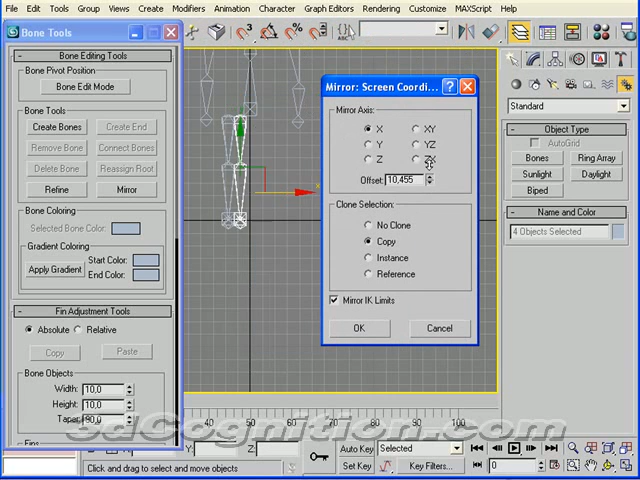 File Edit Tools Group Views Create Modifiers Animation Character Graph Editors Rendering Customize MAXScript Help
Bone Tools
- Bone Editing Tools
Bone Pivot Position
Bone Edit Mode
Bone Tools
Create Bones Create End
Remove Bone Connect Bones
Delete Bone Reassign Root
Refine Mirror
Bone Coloring
Selected Bone Color:
Gradient Coloring
Apply Gradient Start Color:
End Color:
- Fin Adjustment Tools
Absolute Relative
Copy Paste
Bone Objects
Width: 10,0
Height: 10,0
Taper: 90,0
Fins
Mirror: Screen Coordi...
Mirror Axis:
X XY
Y YZ
Z ZX
Offset: 10,455
Clone Selection:
No Clone
Copy
Instance
Reference
Mirror IK Limits
OK Cancel
Standard
- Object Type
AutoGrid
Bones Ring Array
Sunlight Daylight
Biped
- Name and Color
4 Objects Selected
40 50 60 70 80 90 100
3dCognition.com
X: Y: Z:
Auto Key Selected
Set Key Key Filters...
0
Click and drag to select and move objects